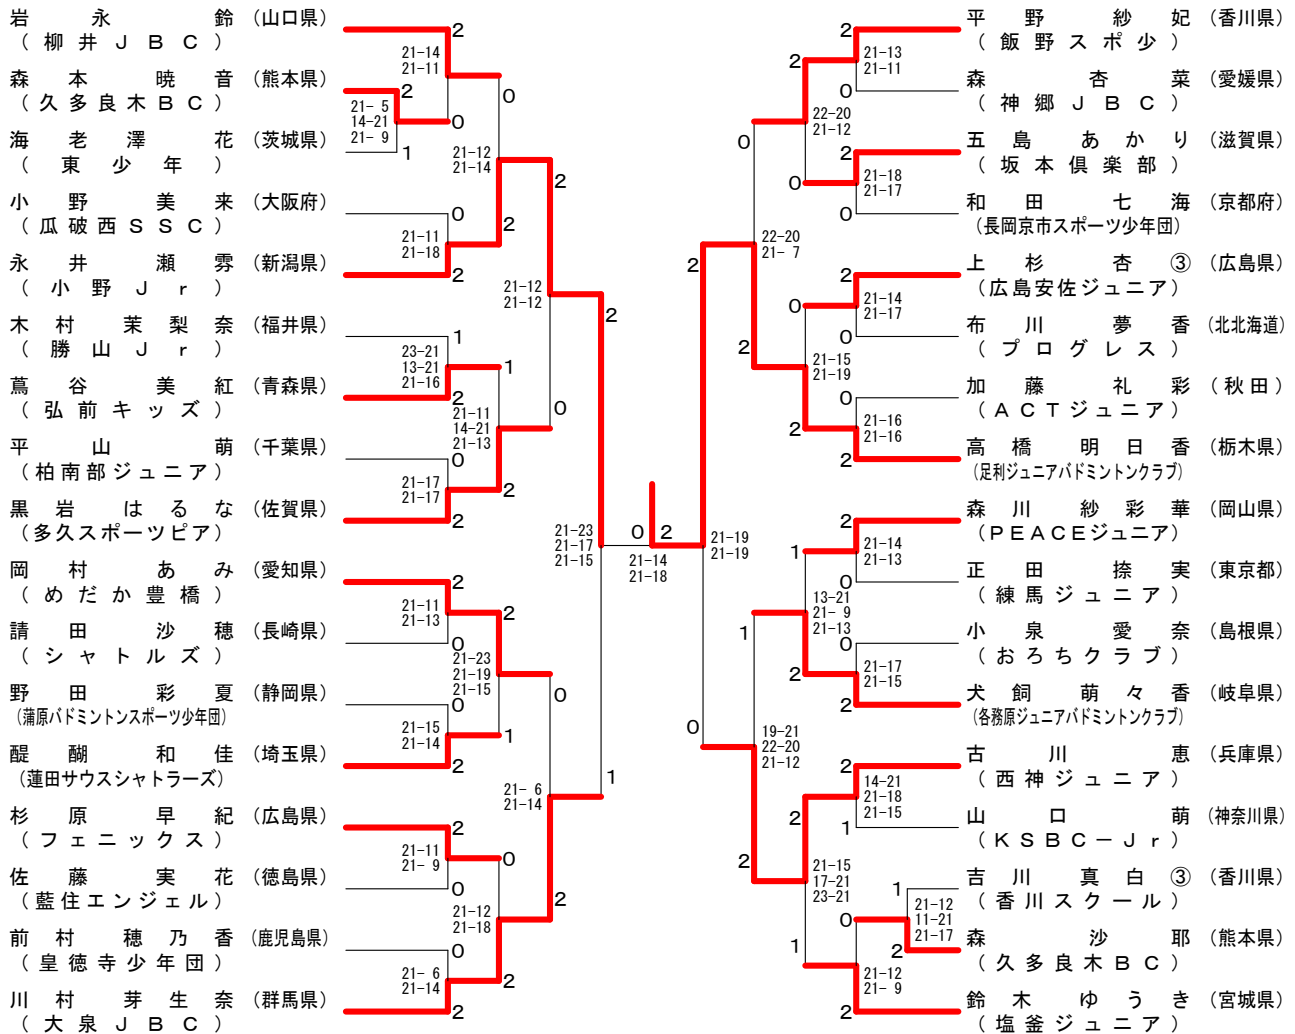 岩永鈴 (山口県)
(柳井JBC)
森本暁音 (熊本県)
(久多良木BC)
海老澤花 (茨城県)
(東少年)
小野美来 (大阪府)
(瓜破西SSC)
永井瀬雰 (新潟県)
(小野Jr)
木村茉梨奈 (福井県)
(勝山Jr)
蔦谷美紅 (青森県)
(弘前キッズ)
平山萌 (千葉県)
(柏南部ジュニア)
黒岩はるな (佐賀県)
(多久スポーツピア)
岡村あみ (愛知県)
(めだか豊橋)
請田沙穂 (長崎県)
(シャトルズ)
野田彩夏 (静岡県)
(蒲原バドミントンスポーツ少年団)
醍醐和佳 (埼玉県)
(蓮田サウスシャトラーズ)
杉原早紀 (広島県)
(フェニックス)
佐藤実花 (徳島県)
(藍住エンジェル)
前村穂乃香 (鹿児島県)
(皇徳寺少年団)
川村芽生奈 (群馬県)
(大泉JBC)
2
21-14
21-11
2
21- 5
14-21
21- 9
0
1
0
21-12
21-14
2
0
21-11
21-18
2
2
21-12
21-12
2
1
23-21
13-21
21-16
1
2
21-11
14-21
21-13
0
0
21-17
21-17
2
2
21-23
21-17
21-15
2
21-11
21-13
2
0
21-23
21-19
21-15
0
0
21-15
21-14
1
2
21- 6
21-14
1
2
21-11
21- 9
0
0
21-12
21-18
2
0
21- 6
21-14
2
2
0 2
21-14
21-18
平野紗妃 (香川県)
(飯野スポ少)
森杏菜 (愛媛県)
(神郷JBC)
五島あかり (滋賀県)
(坂本倶楽部)
和田七海 (京都府)
(長岡京市スポーツ少年団)
上杉杏③ (広島県)
(広島安佐ジュニア)
布川夢香 (北北海道)
(プログレス)
加藤礼彩 (秋田)
(ACTジュニア)
高橋明日香 (栃木県)
(足利ジュニアバドミントンクラブ)
森川紗彩華 (岡山県)
(PEACEジュニア)
正田捺実 (東京都)
(練馬ジュニア)
小泉愛奈 (島根県)
(おろちクラブ)
犬飼萌々香 (岐阜県)
(各務原ジュニアバドミントンクラブ)
古川恵 (兵庫県)
(西神ジュニア)
山口萌 (神奈川県)
(KSBC－Jr)
吉川真白③ (香川県)
(香川スクール)
森沙耶 (熊本県)
(久多良木BC)
鈴木ゆうき (宮城県)
(塩釜ジュニア)
2
21-13
21-11
2
0
22-20
21-12
0
2
21-18
21-17
0
0
22-20
21- 7
2
2
21-14
21-17
0
0
21-15
21-19
2
0
21-16
21-16
2
2
21-19
21-19
2
21-14
21-13
1
0
13-21
21- 9
21-13
1
0
21-17
21-15
2
2
0
19-21
22-20
21-12
2
14-21
21-18
21-15
2
1
2
21-15
17-21
23-21
1
21-12
11-21
21-17
0
2
1
21-12
21- 9
2